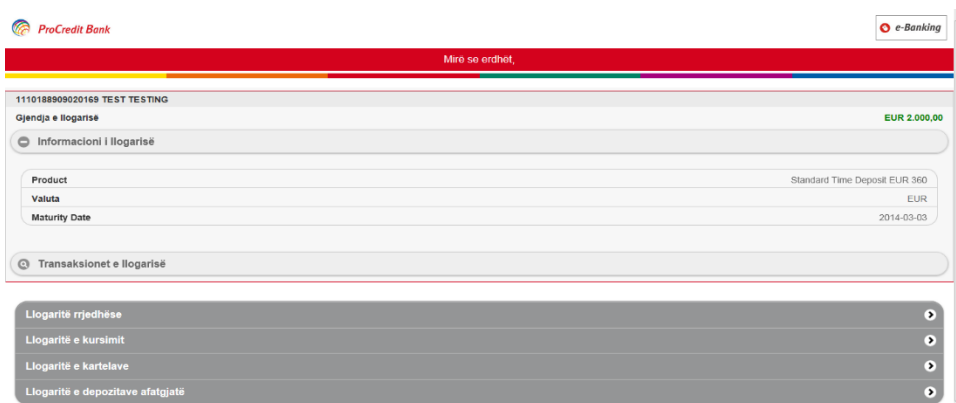 ProCredit Bank
e-Banking
Mirë se erdhët,
1110188909020169 TEST TESTING
Gjendja e llogarisë EUR 2.000,00
Informacioni i llogarisë
Product Standard Time Deposit EUR 360
Valuta EUR
Maturity Date 2014-03-03
Transaksionet e llogarisë
Llogaritë rrjedhëse
Llogaritë e kursimit
Llogaritë e kartelave
Llogaritë e depozitave afatgjatë